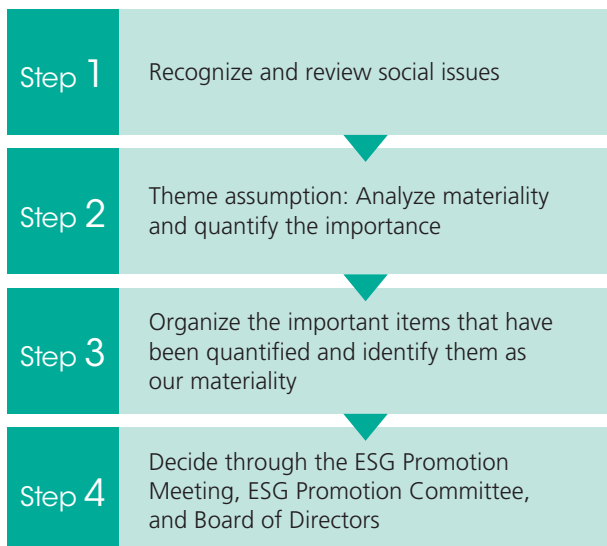 Step 1
Recognize and review social issues
Step 2
Theme assumption: Analyze materiality
and quantify the importance
Step 3
Organize the important items that have
been quantified and identify them as
our materiality
Step 4
Decide through the ESG Promotion
Meeting, ESG Promotion Committee,
and Board of Directors